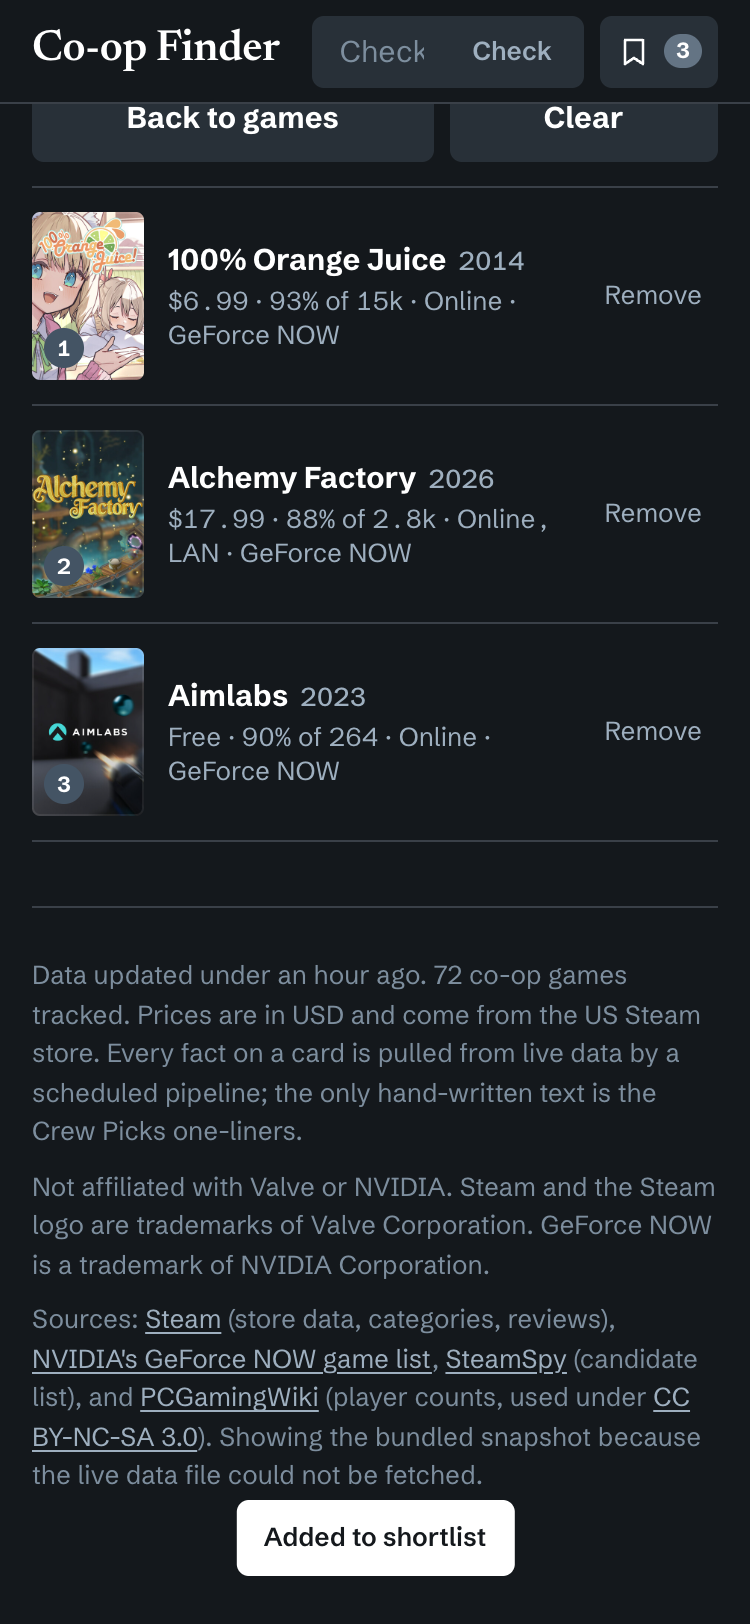 Co-op Finder
Check
Check
3
Back to games
Clear
100% Orange Juice!
1
100% Orange Juice 2014
$6.99 · 93% of 15k · Online ·
GeForce NOW
Remove
Alchemy
Factory
2
Alchemy Factory 2026
$17.99 · 88% of 2.8k · Online,
LAN · GeForce NOW
Remove
AIMLABS
3
Aimlabs 2023
Free · 90% of 264 · Online ·
GeForce NOW
Remove
Data updated under an hour ago. 72 co-op games
tracked. Prices are in USD and come from the US Steam
store. Every fact on a card is pulled from live data by a
scheduled pipeline; the only hand-written text is the
Crew Picks one-liners.
Not affiliated with Valve or NVIDIA. Steam and the Steam
logo are trademarks of Valve Corporation. GeForce NOW
is a trademark of NVIDIA Corporation.
Sources: Steam (store data, categories, reviews),
NVIDIA's GeForce NOW game list, SteamSpy (candidate
list), and PCGamingWiki (player counts, used under CC
BY-NC-SA 3.0). Showing the bundled snapshot because
the live data file could not be fetched.
Added to shortlist